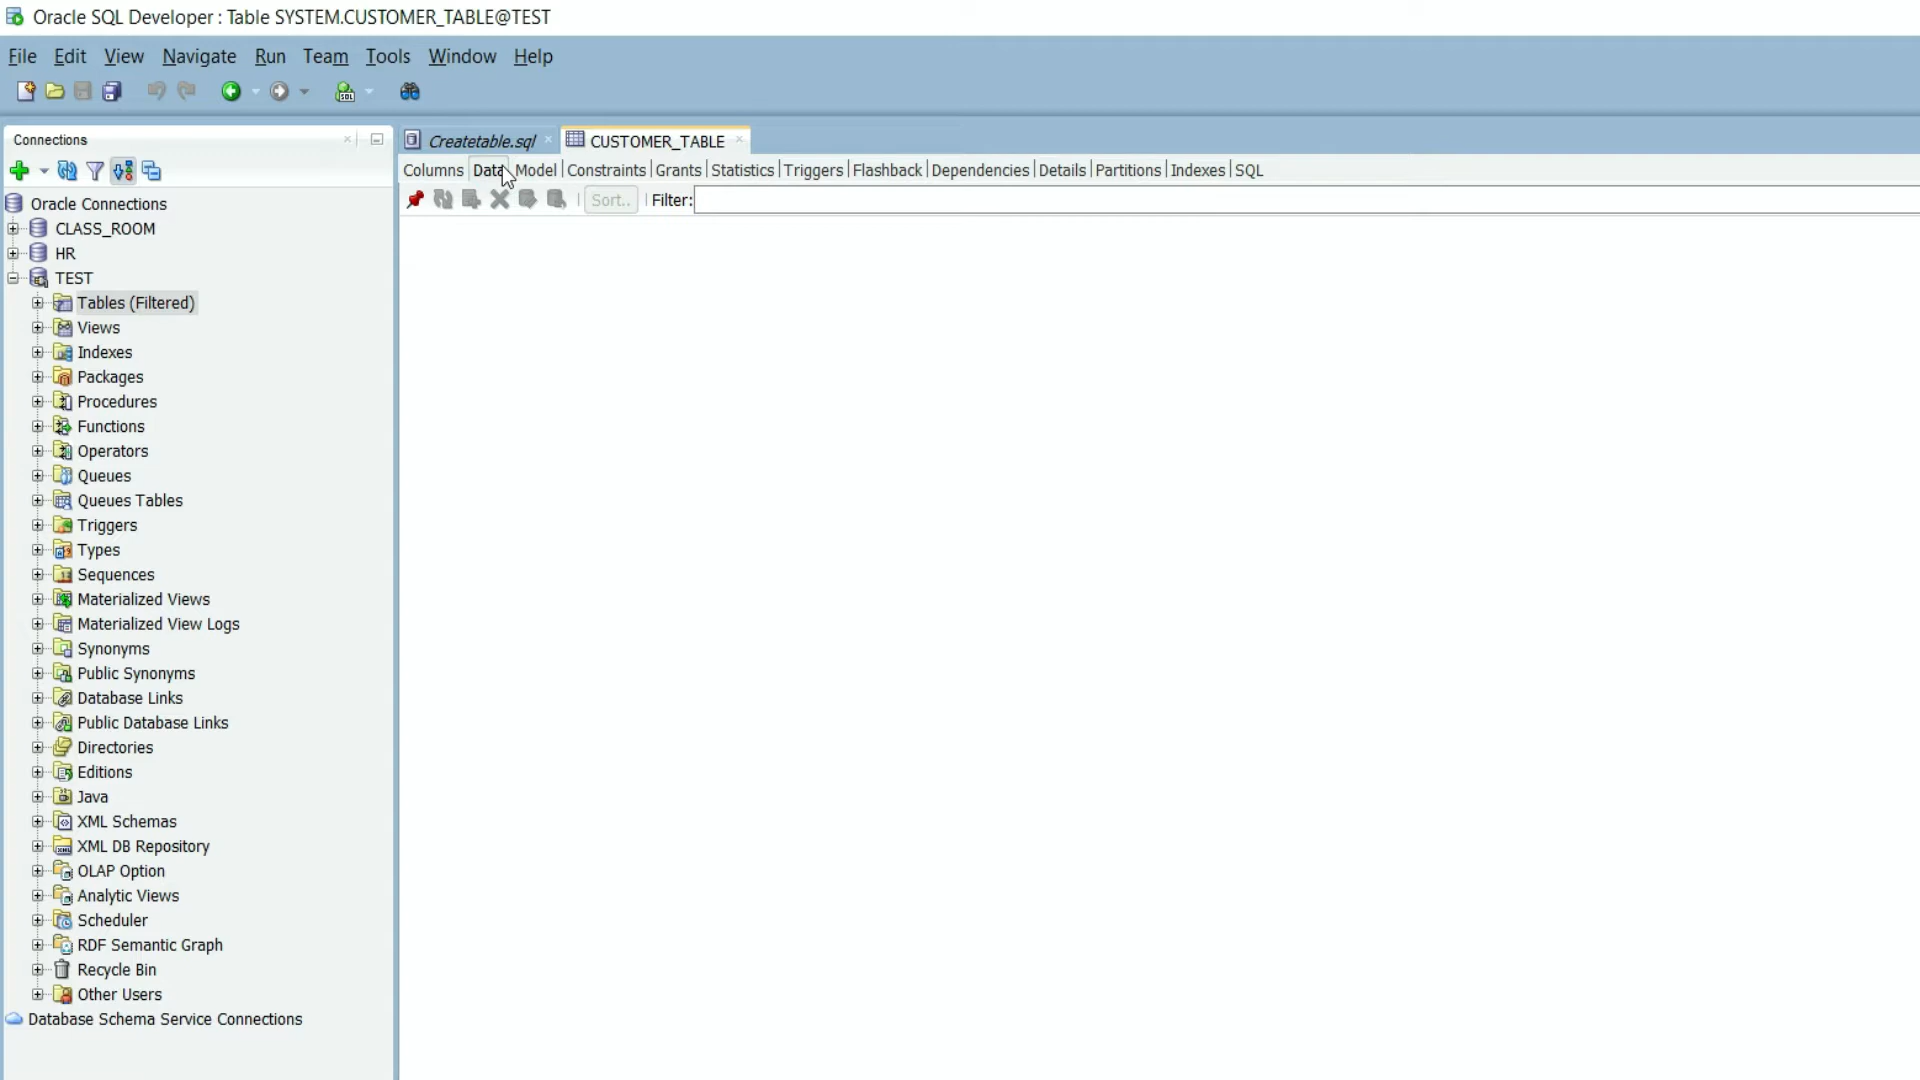 Oracle SQL Developer : Table SYSTEM.CUSTOMER_TABLE@TEST
File Edit View Navigate Run Team Tools Window Help
Connections
Createtable.sql CUSTOMER_TABLE
Columns Data Model Constraints Grants Statistics Triggers Flashback Dependencies Details Partitions Indexes SQL
Sort.. Filter:
Oracle Connections
CLASS_ROOM
HR
TEST
Tables (Filtered)
Views
Indexes
Packages
Procedures
Functions
Operators
Queues
Queues Tables
Triggers
Types
Sequences
Materialized Views
Materialized View Logs
Synonyms
Public Synonyms
Database Links
Public Database Links
Directories
Editions
Java
XML Schemas
XML DB Repository
OLAP Option
Analytic Views
Scheduler
RDF Semantic Graph
Recycle Bin
Other Users
Database Schema Service Connections